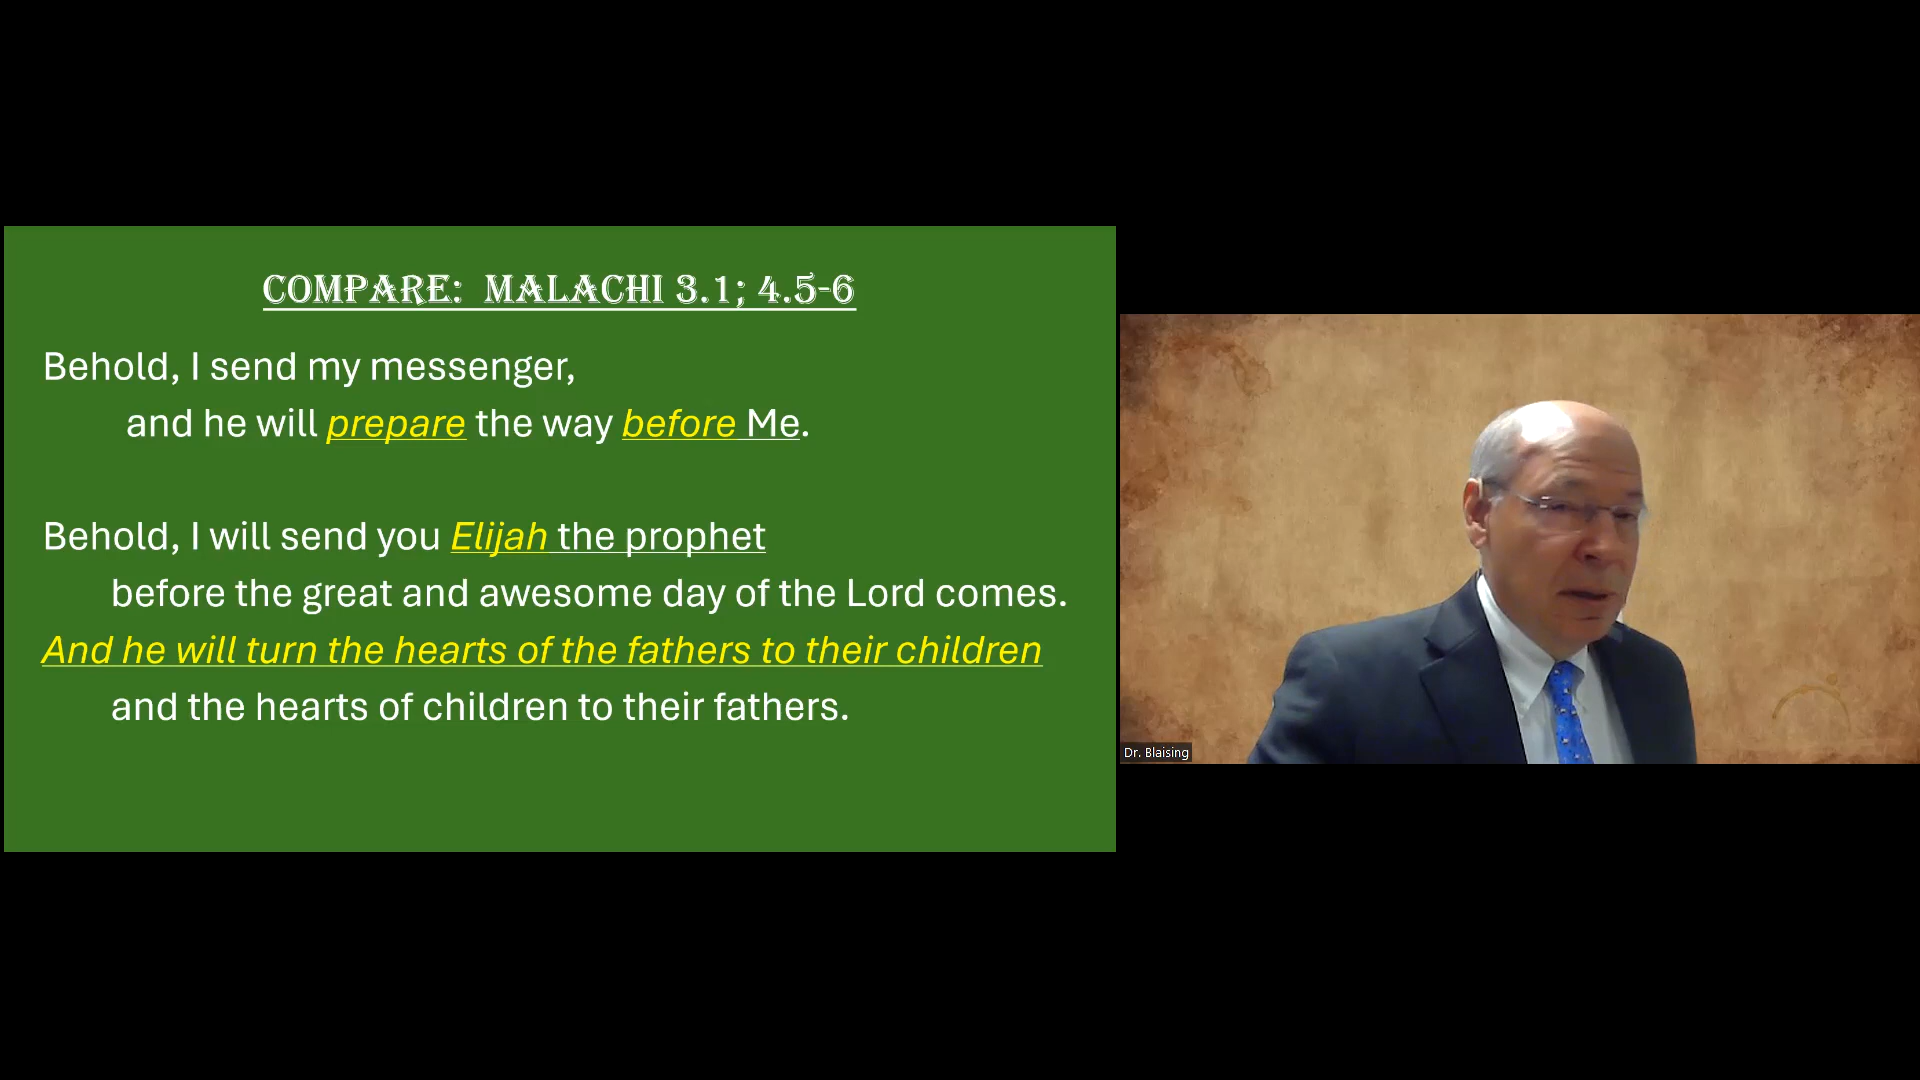 COMPARE: MALACHI 3.1; 4.5-6
Behold, I send my messenger,
and he will prepare the way before Me.
Behold, I will send you Elijah the prophet
before the great and awesome day of the Lord comes.
And he will turn the hearts of the fathers to their children
and the hearts of children to their fathers.
Dr. Blaising